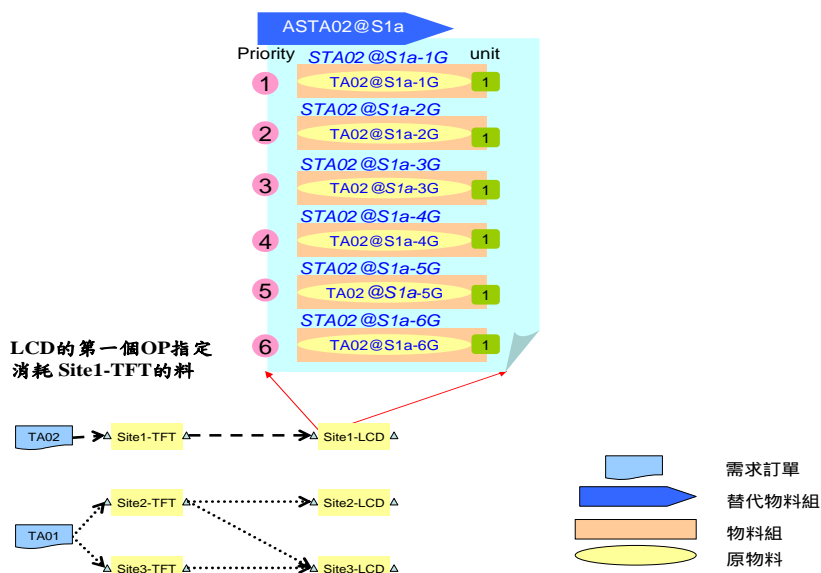 ASTA02@S1a
Priority
STA02@S1a-1G
unit
1
TA02@S1a-1G
1
STA02@S1a-2G
2
TA02@S1a-2G
1
STA02@S1a-3G
3
TA02@S1a-3G
1
STA02@S1a-4G
4
TA02@S1a-4G
1
STA02@S1a-5G
5
TA02@S1a-5G
1
STA02@S1a-6G
6
TA02@S1a-6G
1
LCD的第一個OP指定
消耗 Site1-TFT的料
TA02
Site1-TFT
Site1-LCD
Site2-TFT
Site2-LCD
TA01
Site3-TFT
Site3-LCD
需求訂單
替代物料組
物料組
原物料